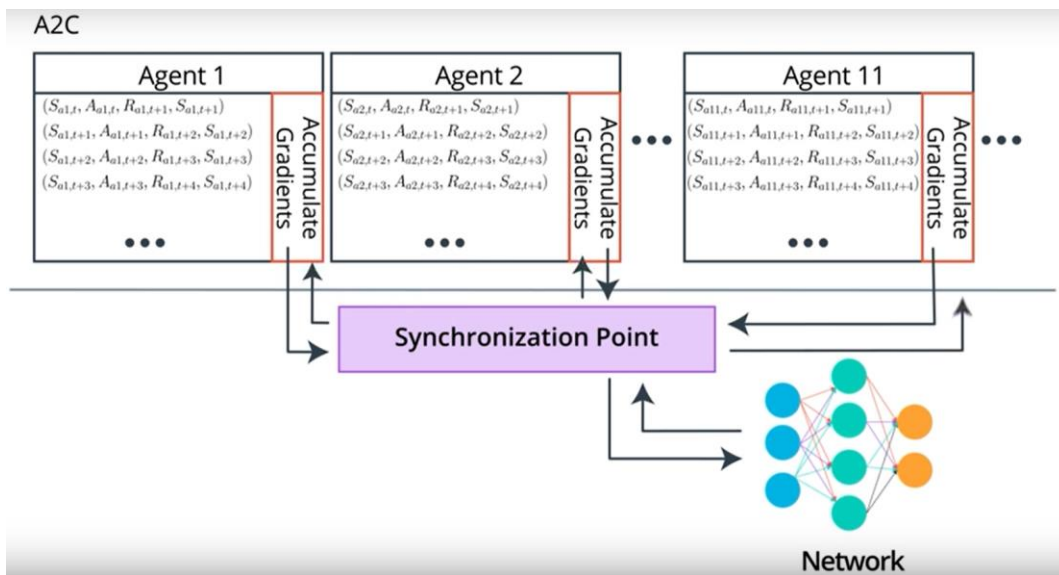 A2C
Agent 1
(S_{a1,t}, A_{a1,t}, R_{a1,t+1}, S_{a1,t+1})
(S_{a1,t+1}, A_{a1,t+1}, R_{a1,t+2}, S_{a1,t+2})
(S_{a1,t+2}, A_{a1,t+2}, R_{a1,t+3}, S_{a1,t+3})
(S_{a1,t+3}, A_{a1,t+3}, R_{a1,t+4}, S_{a1,t+4})
•••
Accumulate
Gradients
Agent 2
(S_{a2,t}, A_{a2,t}, R_{a2,t+1}, S_{a2,t+1})
(S_{a2,t+1}, A_{a2,t+1}, R_{a2,t+2}, S_{a2,t+2})
(S_{a2,t+2}, A_{a2,t+2}, R_{a2,t+3}, S_{a2,t+3})
(S_{a2,t+3}, A_{a2,t+3}, R_{a2,t+4}, S_{a2,t+4})
•••
Accumulate
Gradients
•••
Agent 11
(S_{a11,t}, A_{a11,t}, R_{a11,t+1}, S_{a11,t+1})
(S_{a11,t+1}, A_{a11,t+1}, R_{a11,t+2}, S_{a11,t+2})
(S_{a11,t+2}, A_{a11,t+2}, R_{a11,t+3}, S_{a11,t+3})
(S_{a11,t+3}, A_{a11,t+3}, R_{a11,t+4}, S_{a11,t+4})
•••
Accumulate
Gradients
•••
Synchronization Point
Network